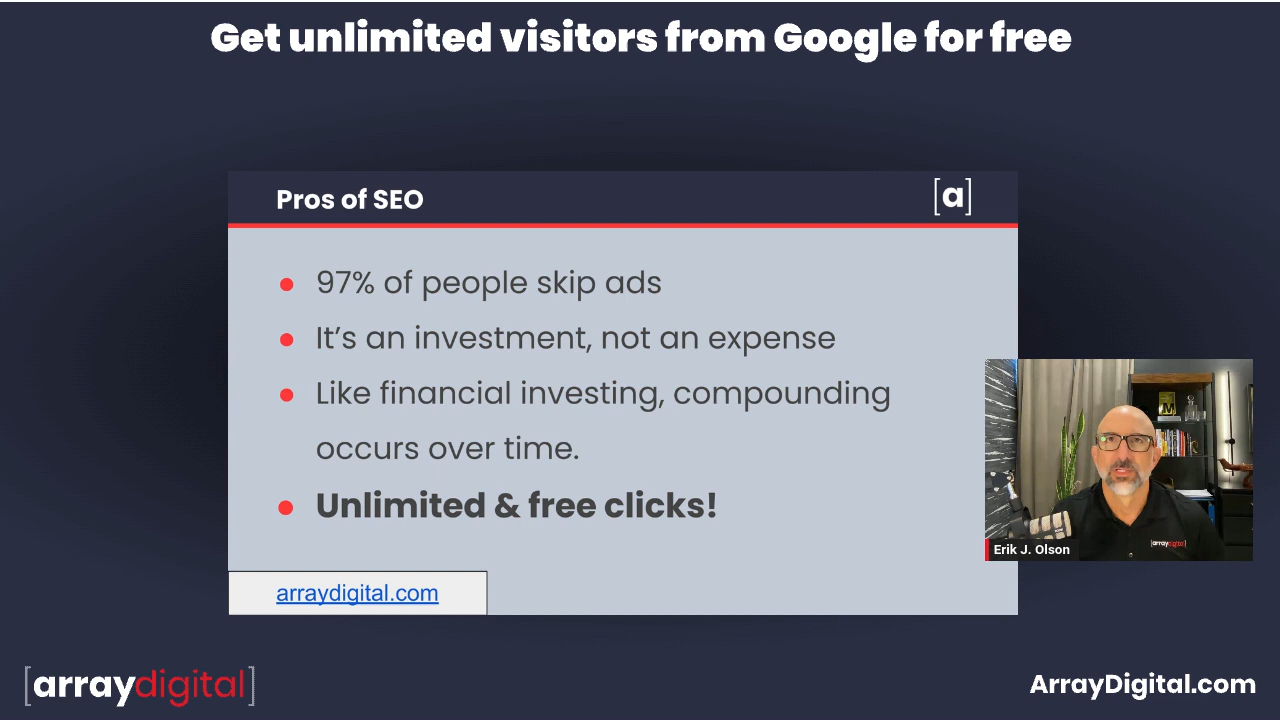 Get unlimited visitors from Google for free
Pros of SEO
[a]
97% of people skip ads
It's an investment, not an expense
Like financial investing, compounding
occurs over time.
Unlimited & free clicks!
[arraydigital]
Erik J. Olson
arraydigital.com
[arraydigital]
ArrayDigital.com